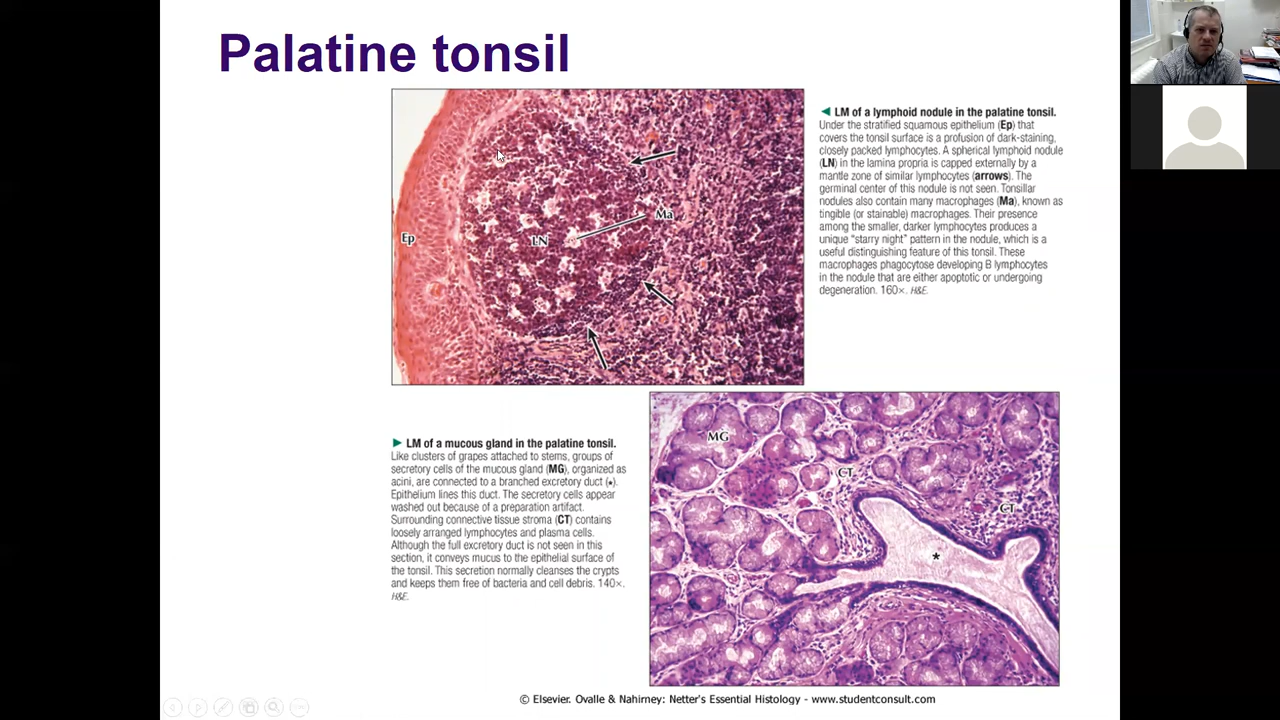 Palatine tonsil
◄ LM of a lymphoid nodule in the palatine tonsil.
Under the stratified squamous epithelium (Ep) that
covers the tonsil surface is a profusion of dark-staining,
closely packed lymphocytes. A spherical lymphoid nodule
(LN) in the lamina propria is capped externally by a
mantle zone of similar lymphocytes (arrows). The
germinal center of this nodule is not seen. Tonsillar
nodules also contain many macrophages (Ma), known as
tingible (or stainable) macrophages. Their presence
among the smaller, darker lymphocytes produces a
unique "starry night" pattern in the nodule, which is a
useful distinguishing feature of this tonsil. These
macrophages phagocytose developing B lymphocytes
in the nodule that are either apoptotic or undergoing
degeneration. 160×. H&E.
Ma
Ep
LN
► LM of a mucous gland in the palatine tonsil.
Like clusters of grapes attached to stems, groups of
secretory cells of the mucous gland (MG), organized as
acini, are connected to a branched excretory duct (*).
Epithelium lines this duct. The secretory cells appear
washed out because of a preparation artifact.
Surrounding connective tissue stroma (CT) contains
loosely arranged lymphocytes and plasma cells.
Although the full excretory duct is not seen in this
section, it conveys mucus to the epithelial surface of
the tonsil. This secretion normally cleanses the crypts
and keeps them free of bacteria and cell debris. 140×.
H&E.
MG
CT
CT
*
© Elsevier. Ovalle & Nahirney: Netter's Essential Histology - www.studentconsult.com